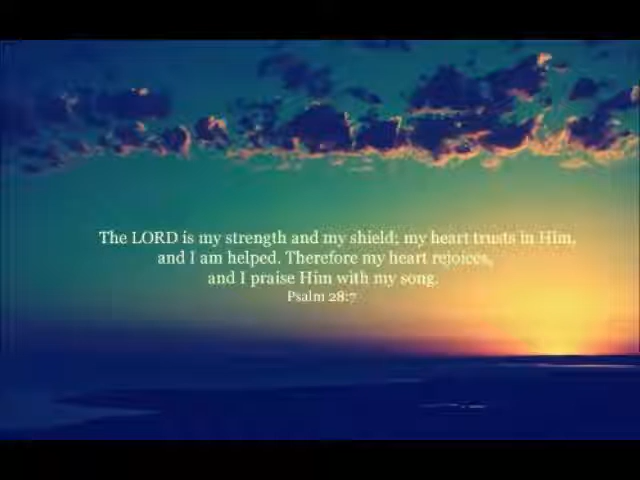 The LORD is my strength and my shield; my heart trusts in Him,
and I am helped. Therefore my heart rejoices,
and I praise Him with my song.
Psalm 28:7